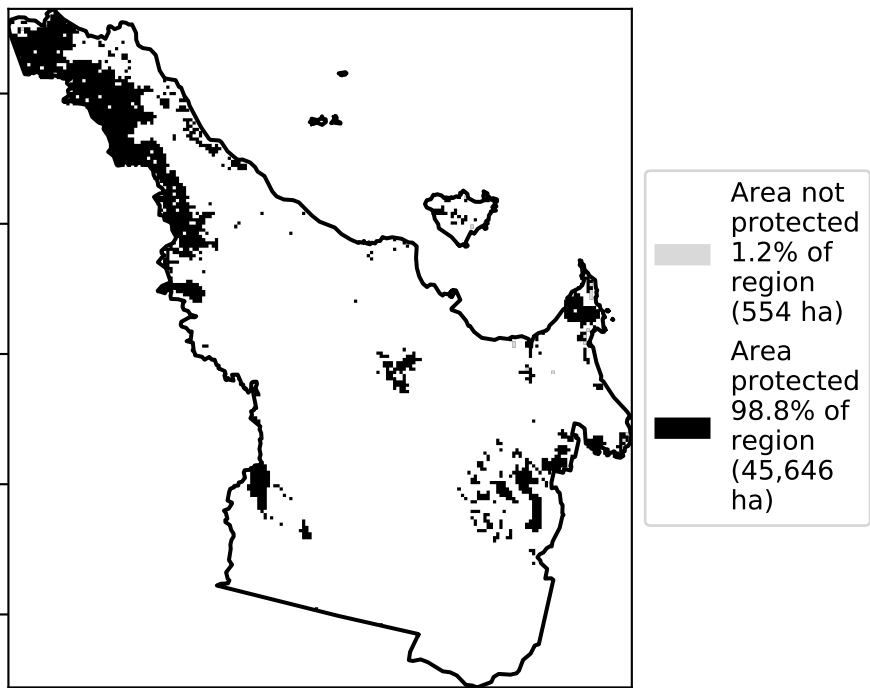 Area not
protected
1.2% of
region
(554 ha)
Area
protected
98.8% of
region
(45,646
ha)